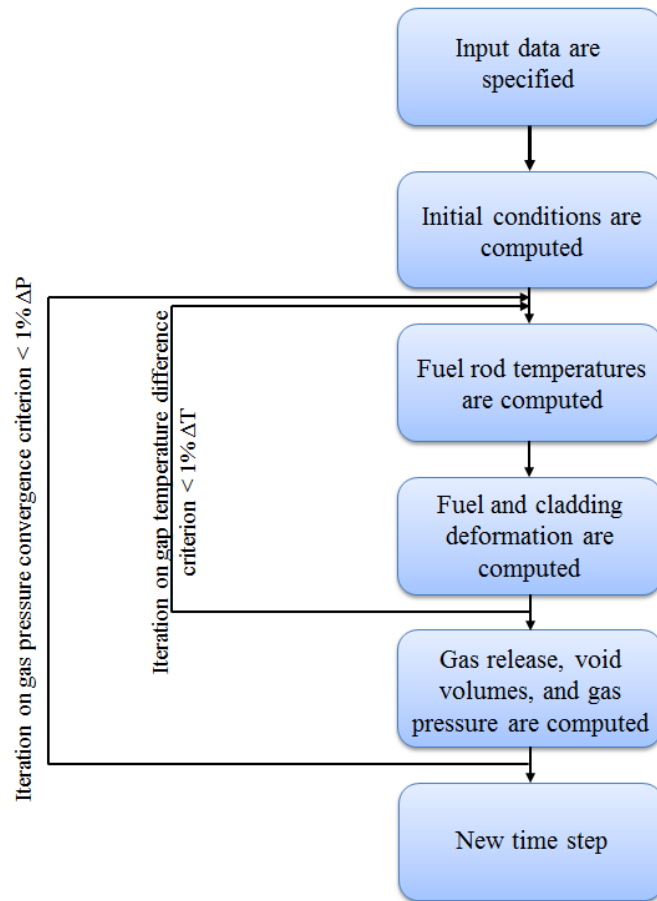 Input data are
specified
Initial conditions are
computed
Iteration on gas pressure convergence criterion < 1% ΔP
Iteration on gap temperature difference
criterion < 1% ΔT
Fuel rod temperatures
are computed
Fuel and cladding
deformation are
computed
Gas release, void
volumes, and gas
pressure are computed
New time step